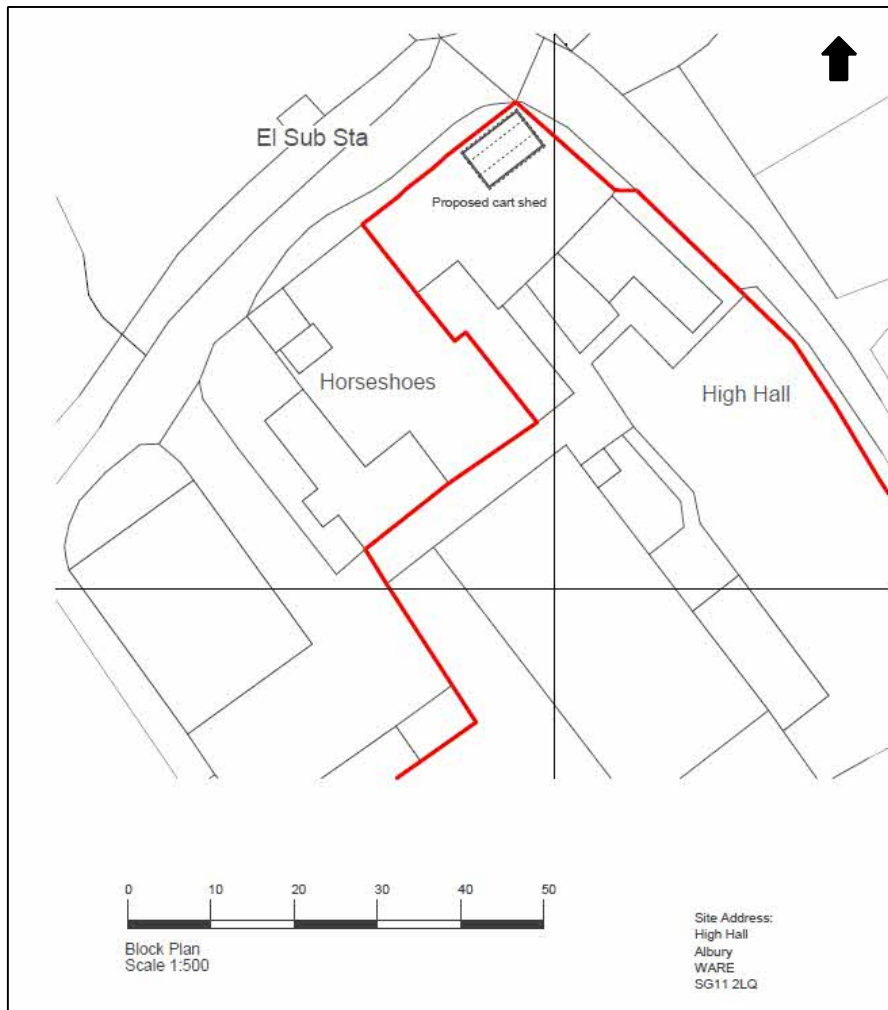 El Sub Sta
Proposed cart shed
Horseshoes
High Hall
0 10 20 30 40 50
Block Plan
Scale 1:500
Site Address:
High Hall
Albury
WARE
SG11 2LQ